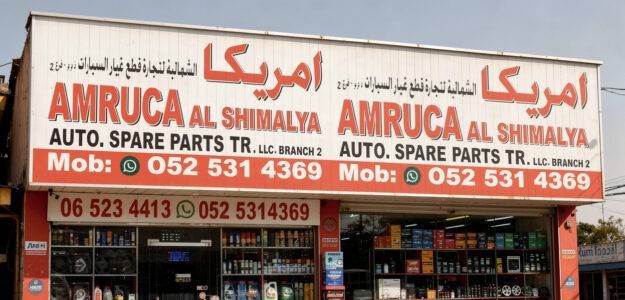 امريكا الشمالية لتجارة قطع غيار السيارات ذ.م.م - فرع 2
AMRUCA AL SHIMALYA
AUTO. SPARE PARTS TR. LLC. BRANCH 2
Mob: 052 531 4369
امريكا الشمالية لتجارة قطع غيار السيارات ذ.م.م - فرع 2
AMRUCA AL SHIMALYA
AUTO. SPARE PARTS TR. LLC. BRANCH 2
Mob: 052 531 4369
06 523 4413 052 5314369